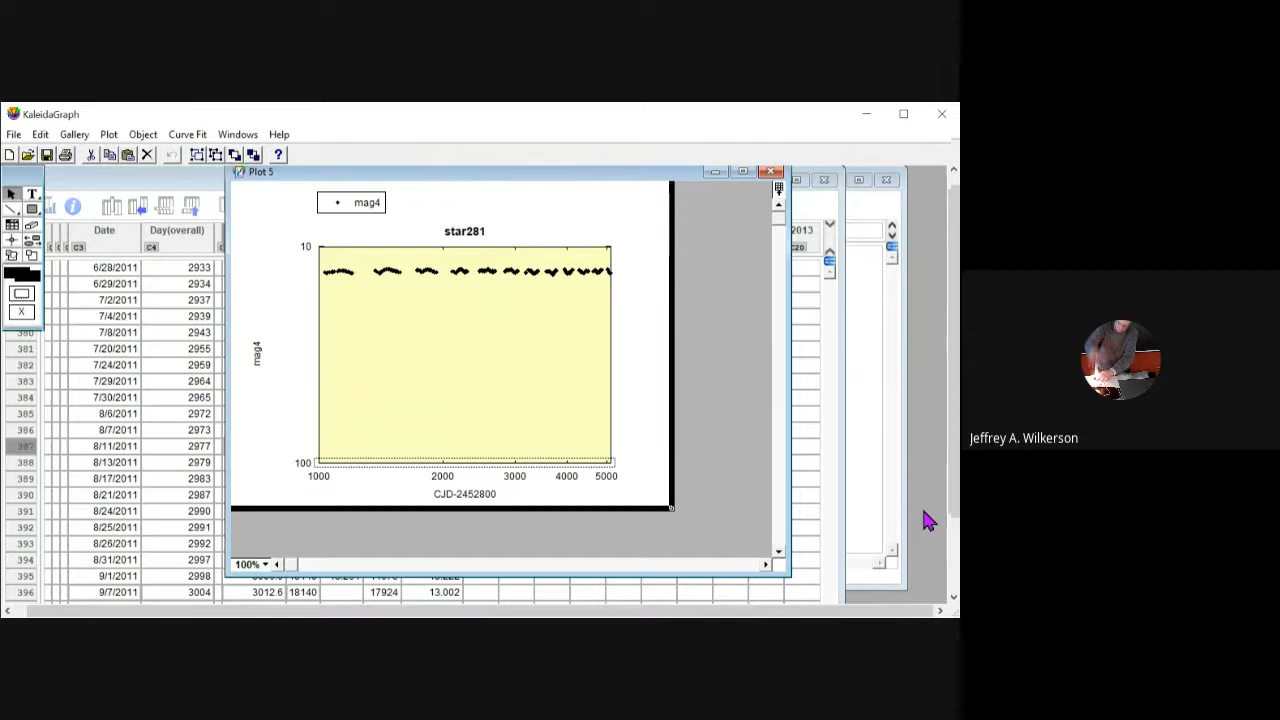 KaleidaGraph
File Edit Gallery Plot Object Curve Fit Windows Help
Plot 5
mag4
star281
10
mag4
100
1000 2000 3000 4000 5000
CJD-2452800
100%
T
X
Date Day(overall) 2013
C3 C4 C20
6/28/2011 2933
6/29/2011 2934
7/2/2011 2937
7/4/2011 2939
380 7/8/2011 2943
381 7/20/2011 2955
382 7/24/2011 2959
383 7/29/2011 2964
384 7/30/2011 2965
385 8/6/2011 2972
386 8/7/2011 2973
387 8/11/2011 2977
388 8/13/2011 2979
389 8/17/2011 2983
390 8/21/2011 2987
391 8/24/2011 2990
392 8/25/2011 2991
393 8/26/2011 2992
394 8/31/2011 2997
395 9/1/2011 2998
396 9/7/2011 3004 3012.6 18140 17924 13.002
Jeffrey A. Wilkerson